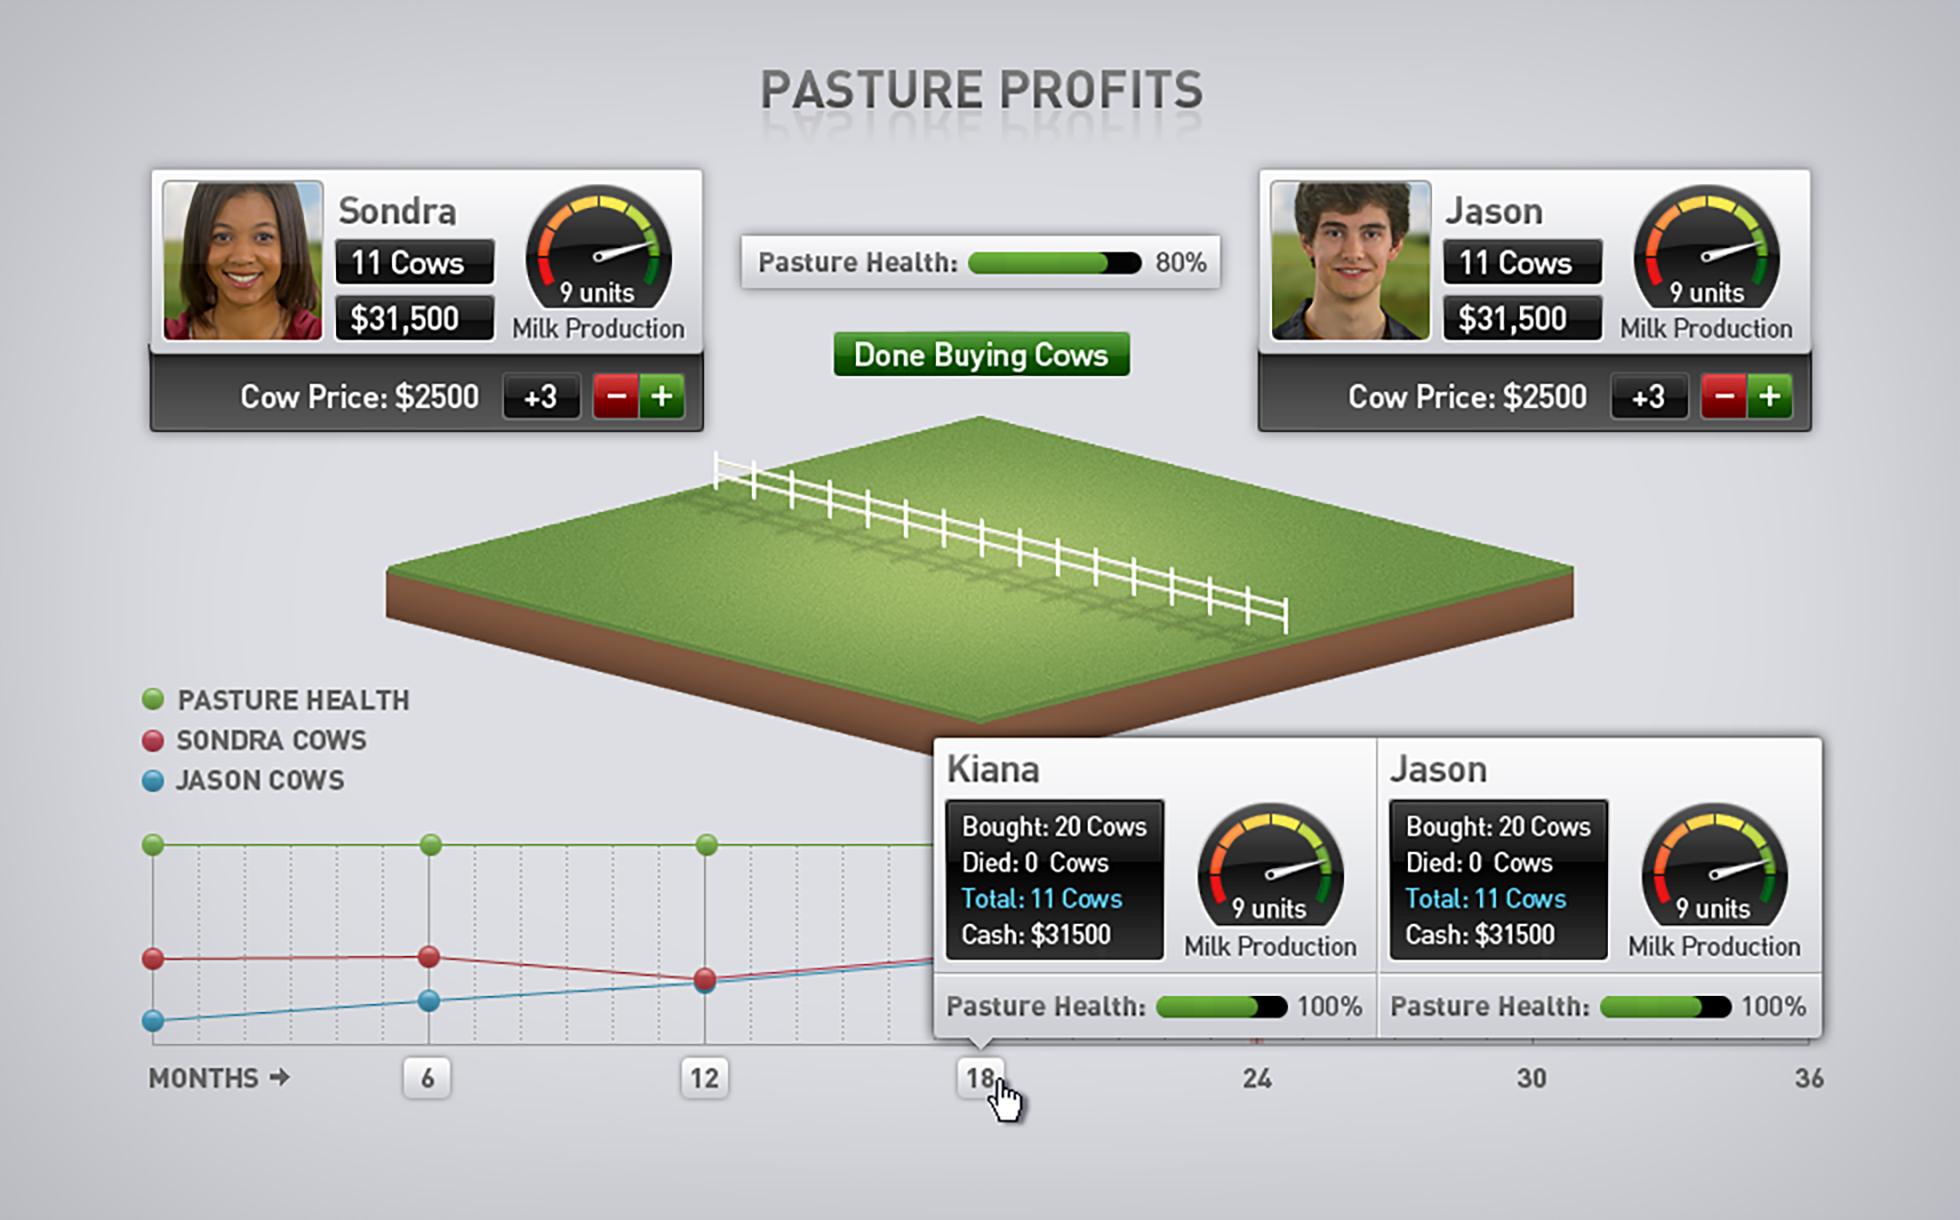 PASTURE PROFITS
Sondra
11 Cows
$31,500
9 units
Milk Production
Cow Price: $2500
+3
− +
Pasture Health: 80%
Done Buying Cows
Jason
11 Cows
$31,500
9 units
Milk Production
Cow Price: $2500
+3
− +
PASTURE HEALTH
SONDRA COWS
JASON COWS
Kiana
Bought: 20 Cows
Died: 0 Cows
Total: 11 Cows
Cash: $31500
9 units
Milk Production
Pasture Health: 100%
Jason
Bought: 20 Cows
Died: 0 Cows
Total: 11 Cows
Cash: $31500
9 units
Milk Production
Pasture Health: 100%
MONTHS → 6 12 18 24 30 36